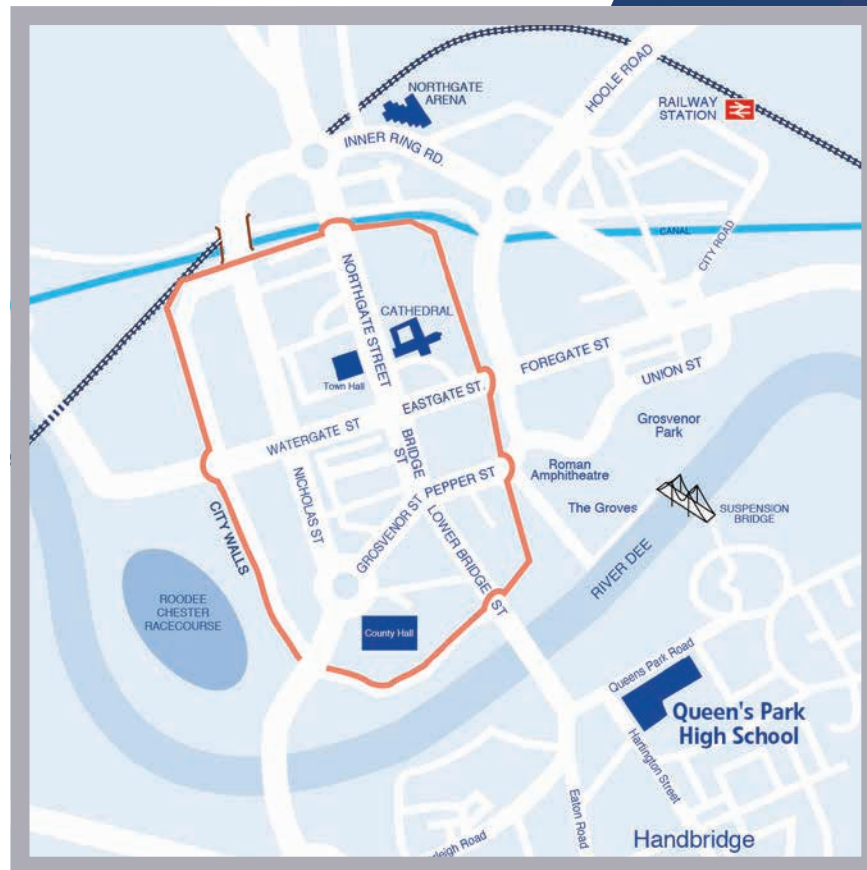 NORTHGATE
ARENA
HOOLE ROAD
RAILWAY
STATION
INNER RING RD.
CANAL
CITY ROAD
NORTHGATE STREET
CATHEDRAL
Town Hall
FOREGATE ST
EASTGATE ST.
UNION ST
WATERGATE ST
BRIDGE
ST
Grosvenor
Park
NICHOLAS ST
PEPPER ST
Roman
Amphitheatre
GROSVENOR ST
The Groves
SUSPENSION
BRIDGE
CITY WALLS
LOWER BRIDGE ST
RIVER DEE
ROODEE
CHESTER
RACECOURSE
County Hall
Queens Park Road
Queen's Park
High School
Hartington Street
Eaton Road
Handbridge